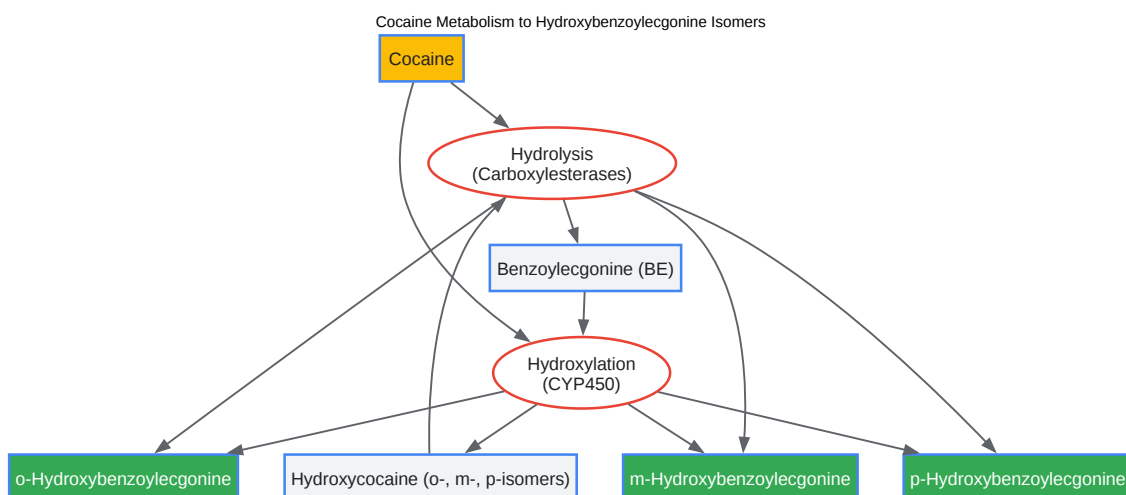 Cocaine Metabolism to Hydroxybenzoylecgonine Isomers
Cocaine
Hydrolysis
(Carboxylesterases)
Benzoylecgonine (BE)
Hydroxylation
(CYP450)
o-Hydroxybenzoylecgonine
Hydroxycocaine (o-, m-, p-isomers)
m-Hydroxybenzoylecgonine
p-Hydroxybenzoylecgonine